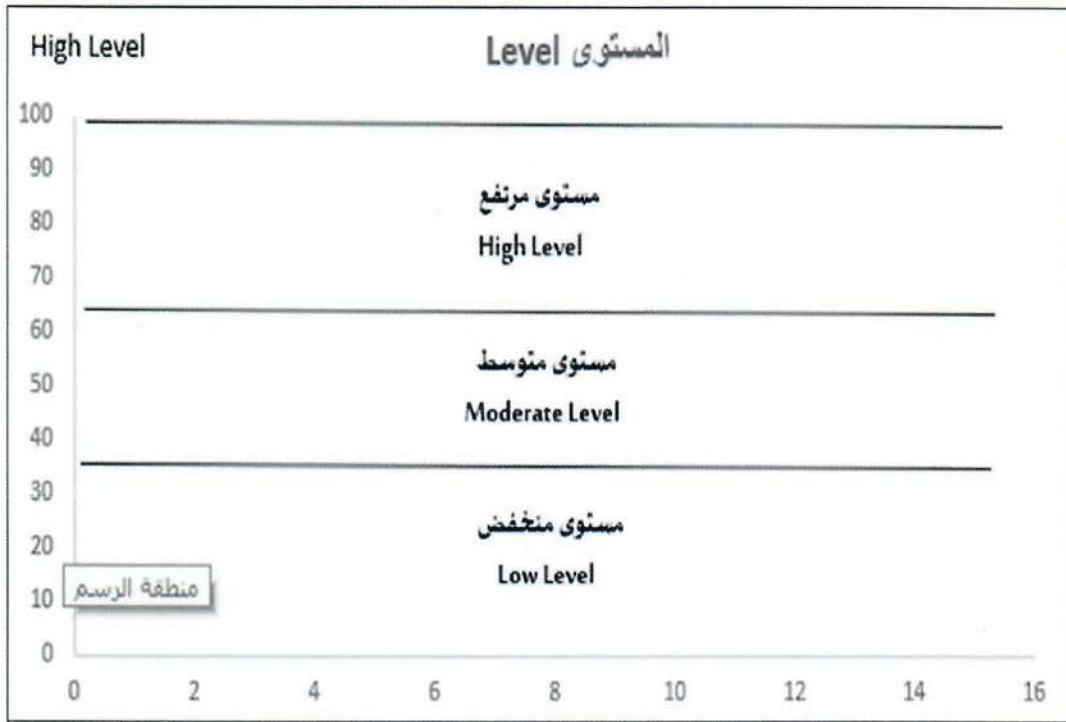 High Level
المستوى Level
100
90
80
70
60
50
40
30
20
10
0
مستوى مرتفع
High Level
مستوى متوسط
Moderate Level
مستوى منخفض
Low Level
منطقة الرسم
0 2 4 6 8 10 12 14 16